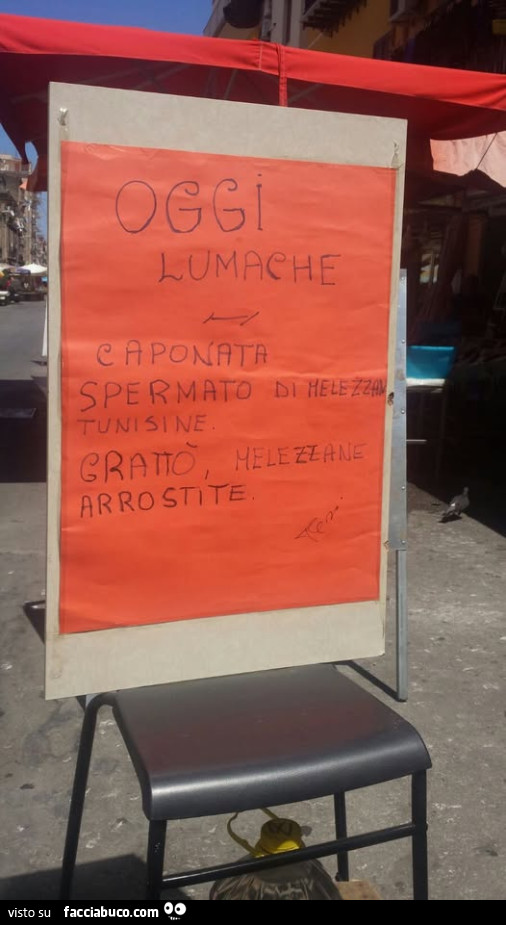 OGGI
LUMACHE
CAPONATA
SPERMATO DI MELEZZAN
TUNISINE.
GRATTÒ, MELEZZANE
ARROSTITE.
visto su facciabuco.com